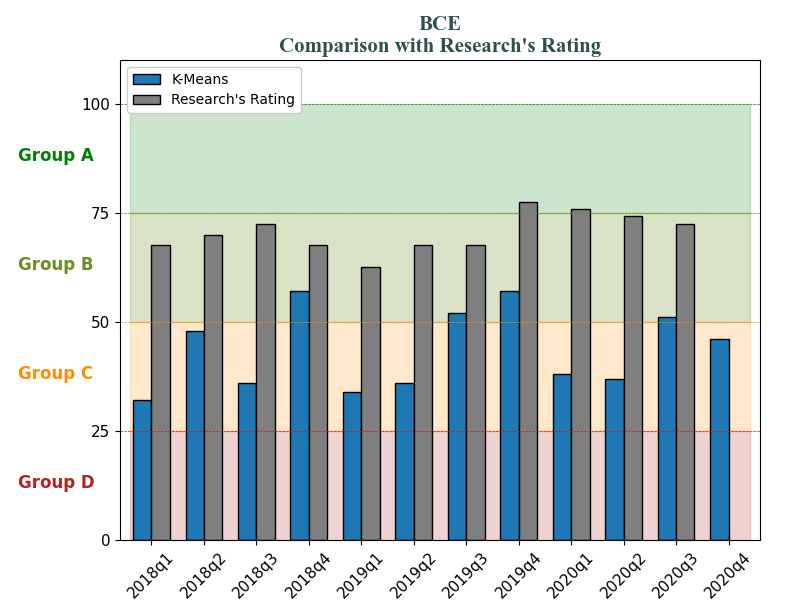 BCE
Comparison with Research's Rating
K-Means
Research's Rating
100
Group A
75
Group B
50
Group C
25
Group D
0
2018q1
2018q2
2018q3
2018q4
2019q1
2019q2
2019q3
2019q4
2020q1
2020q2
2020q3
2020q4